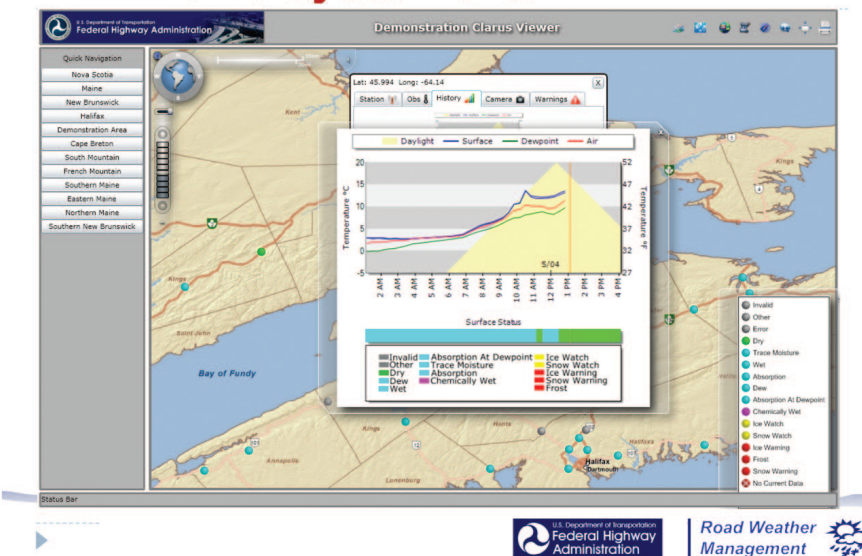 U.S. Department of Transportation
Federal Highway Administration
Demonstration Clarus Viewer
Quick Navigation
Nova Scotia
Maine
New Brunswick
Halifax
Demonstration Area
Cape Breton
South Mountain
French Mountain
Southern Maine
Eastern Maine
Northern Maine
Southern New Brunswick
Lat: 45.994 Long: -64.14
X
Station
Obs
History
Camera
Warnings
Daylight
Surface
Dewpoint
Air
Temperature °C
20
15
10
5
0
-5
52
47
42
37
32
27
Temperature °F
5/04
2 AM
3 AM
4 AM
5 AM
6 AM
7 AM
8 AM
9 AM
10 AM
11 AM
12 PM
1 PM
2 PM
3 PM
4 PM
Surface Status
Invalid
Other
Dry
Dew
Wet
Absorption At Dewpoint
Trace Moisture
Absorption
Chemically Wet
Ice Watch
Snow Watch
Ice Warning
Snow Warning
Frost
Kent
Kings
Kings
Saint John
Bay of Fundy
Kings
Hants
Annapolis
Lunenburg
Halifax
Halifax
Dartmouth
101
12
Invalid
Other
Error
Dry
Trace Moisture
Wet
Absorption
Dew
Absorption At Dewpoint
Chemically Wet
Ice Watch
Snow Watch
Ice Warning
Frost
Snow Warning
No Current Data
Status Bar
U.S. Department of Transportation
Federal Highway
Administration
Road Weather
Management